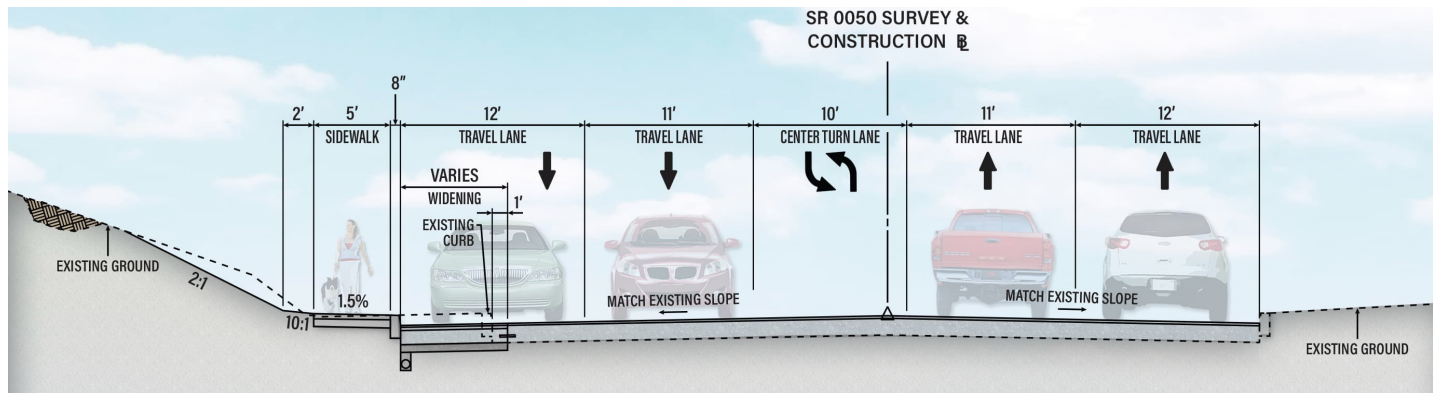 SR 0050 SURVEY &
CONSTRUCTION BL
8"
2'
5'
12'
11'
10'
11'
12'
SIDEWALK
TRAVEL LANE
TRAVEL LANE
CENTER TURN LANE
TRAVEL LANE
TRAVEL LANE
VARIES
WIDENING
1'
EXISTING
CURB
EXISTING GROUND
2:1
1.5%
10:1
MATCH EXISTING SLOPE
MATCH EXISTING SLOPE
EXISTING GROUND